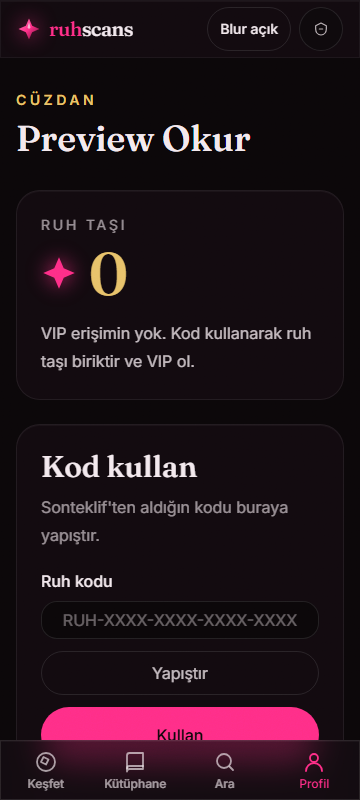 ruhscans
Blur açık
CÜZDAN
Preview Okur
RUH TAŞI
0
VIP erişimin yok. Kod kullanarak ruh
taşı biriktir ve VIP ol.
Kod kullan
Sonteklif'ten aldığın kodu buraya
yapıştır.
Ruh kodu
RUH-XXXX-XXXX-XXXX-XXXX
Yapıştır
Kullan
Keşfet Kütüphane Ara Profil